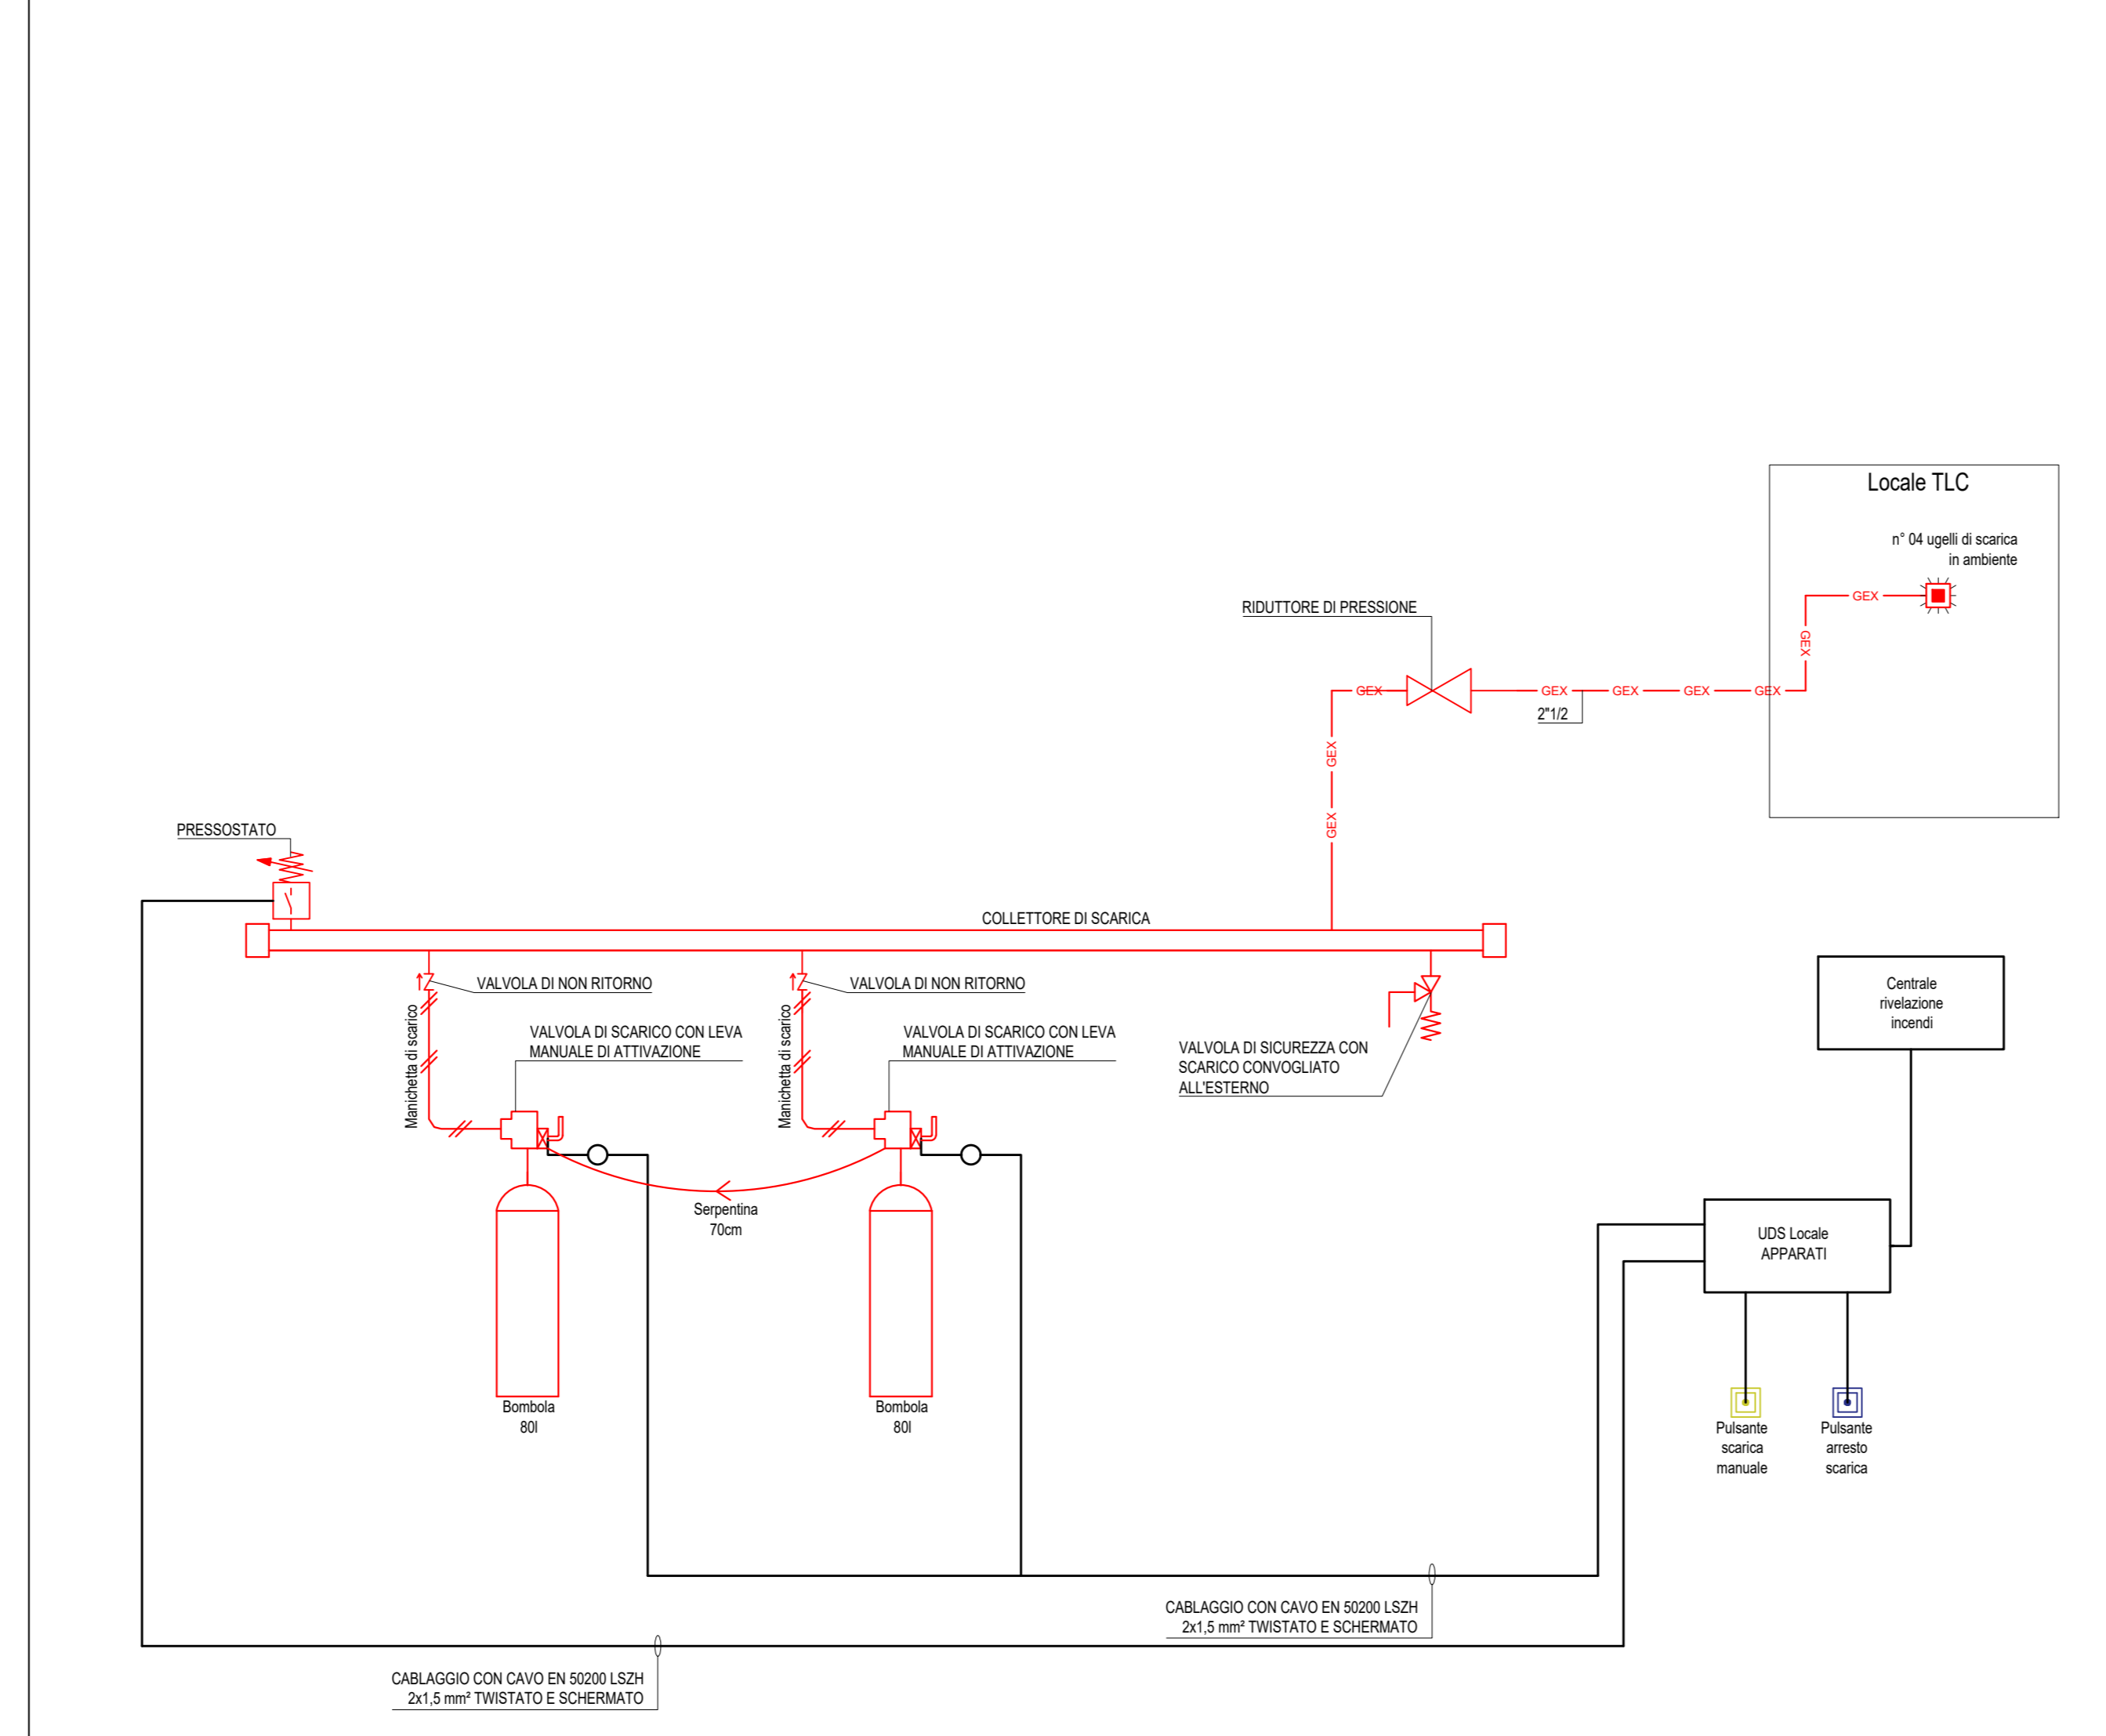 Locale TLC
n° 04 ugelli di scarica
in ambiente
GEX
GEX
RIDUTTORE DI PRESSIONE
GEX
GEX
GEX
GEX
GEX
2"1/2
GEX
GEX
PRESSOSTATO
COLLETTORE DI SCARICA
VALVOLA DI NON RITORNO
VALVOLA DI NON RITORNO
Manichetta di scarico
Manichetta di scarico
VALVOLA DI SCARICO CON LEVA
MANUALE DI ATTIVAZIONE
VALVOLA DI SCARICO CON LEVA
MANUALE DI ATTIVAZIONE
VALVOLA DI SICUREZZA CON
SCARICO CONVOGLIATO
ALL'ESTERNO
Centrale
rivelazione
incendi
Serpentina
70cm
UDS Locale
APPARATI
Bombola
80l
Bombola
80l
Pulsante
scarica
manuale
Pulsante
arresto
scarica
CABLAGGIO CON CAVO EN 50200 LSZH
2x1,5 mm² TWISTATO E SCHERMATO
CABLAGGIO CON CAVO EN 50200 LSZH
2x1,5 mm² TWISTATO E SCHERMATO